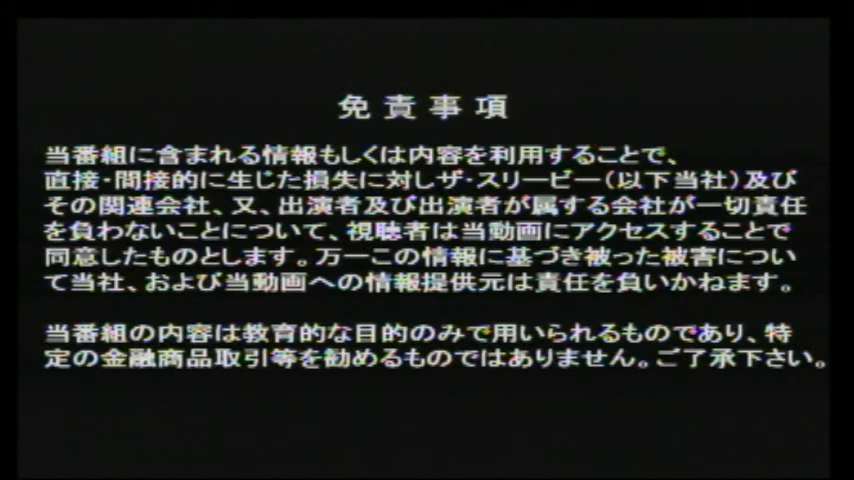 免責事項
当番組に含まれる情報もしくは内容を利用することで、
直接・間接的に生じた損失に対しザ・スリービー(以下当社)及び
その関連会社、又、出演者及び出演者が属する会社が一切責任
を負わないことについて、視聴者は当動画にアクセスすることで
同意したものとします。万一この情報に基づき被った被害につい
て当社、および当動画への情報提供元は責任を負いかねます。
当番組の内容は教育的な目的のみで用いられるものであり、特
定の金融商品取引等を勧めるものではありません。ご了承下さい。